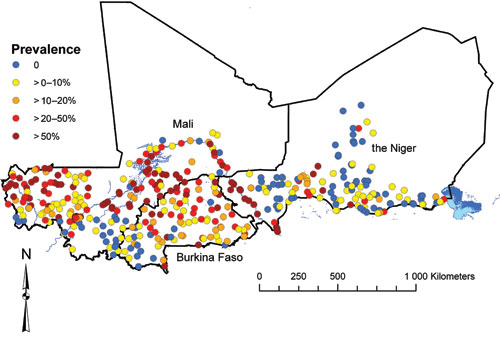 Prevalence
0
>0–10%
>10–20%
>20–50%
>50%
Mali
the Niger
Burkina Faso
N
0 250 500 1 000 Kilometers